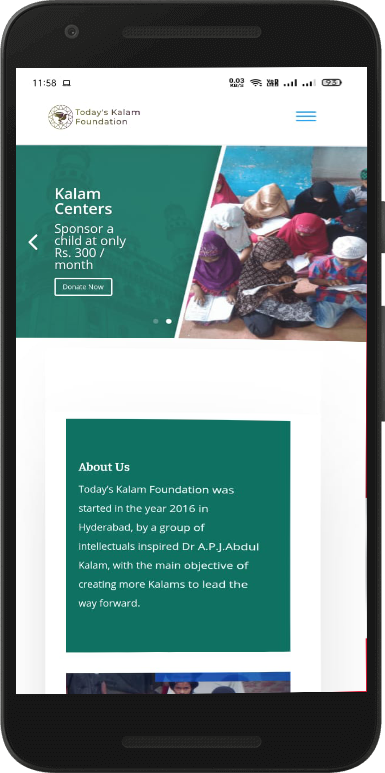 11:58
0.03
KB/S
93
Today's Kalam
Foundation
Kalam
Centers
Sponsor a
child at only
Rs. 300 /
month
Donate Now
About Us
Today's Kalam Foundation was
started in the year 2016 in
Hyderabad, by a group of
intellectuals inspired Dr A.P.J.Abdul
Kalam, with the main objective of
creating more Kalams to lead the
way forward.